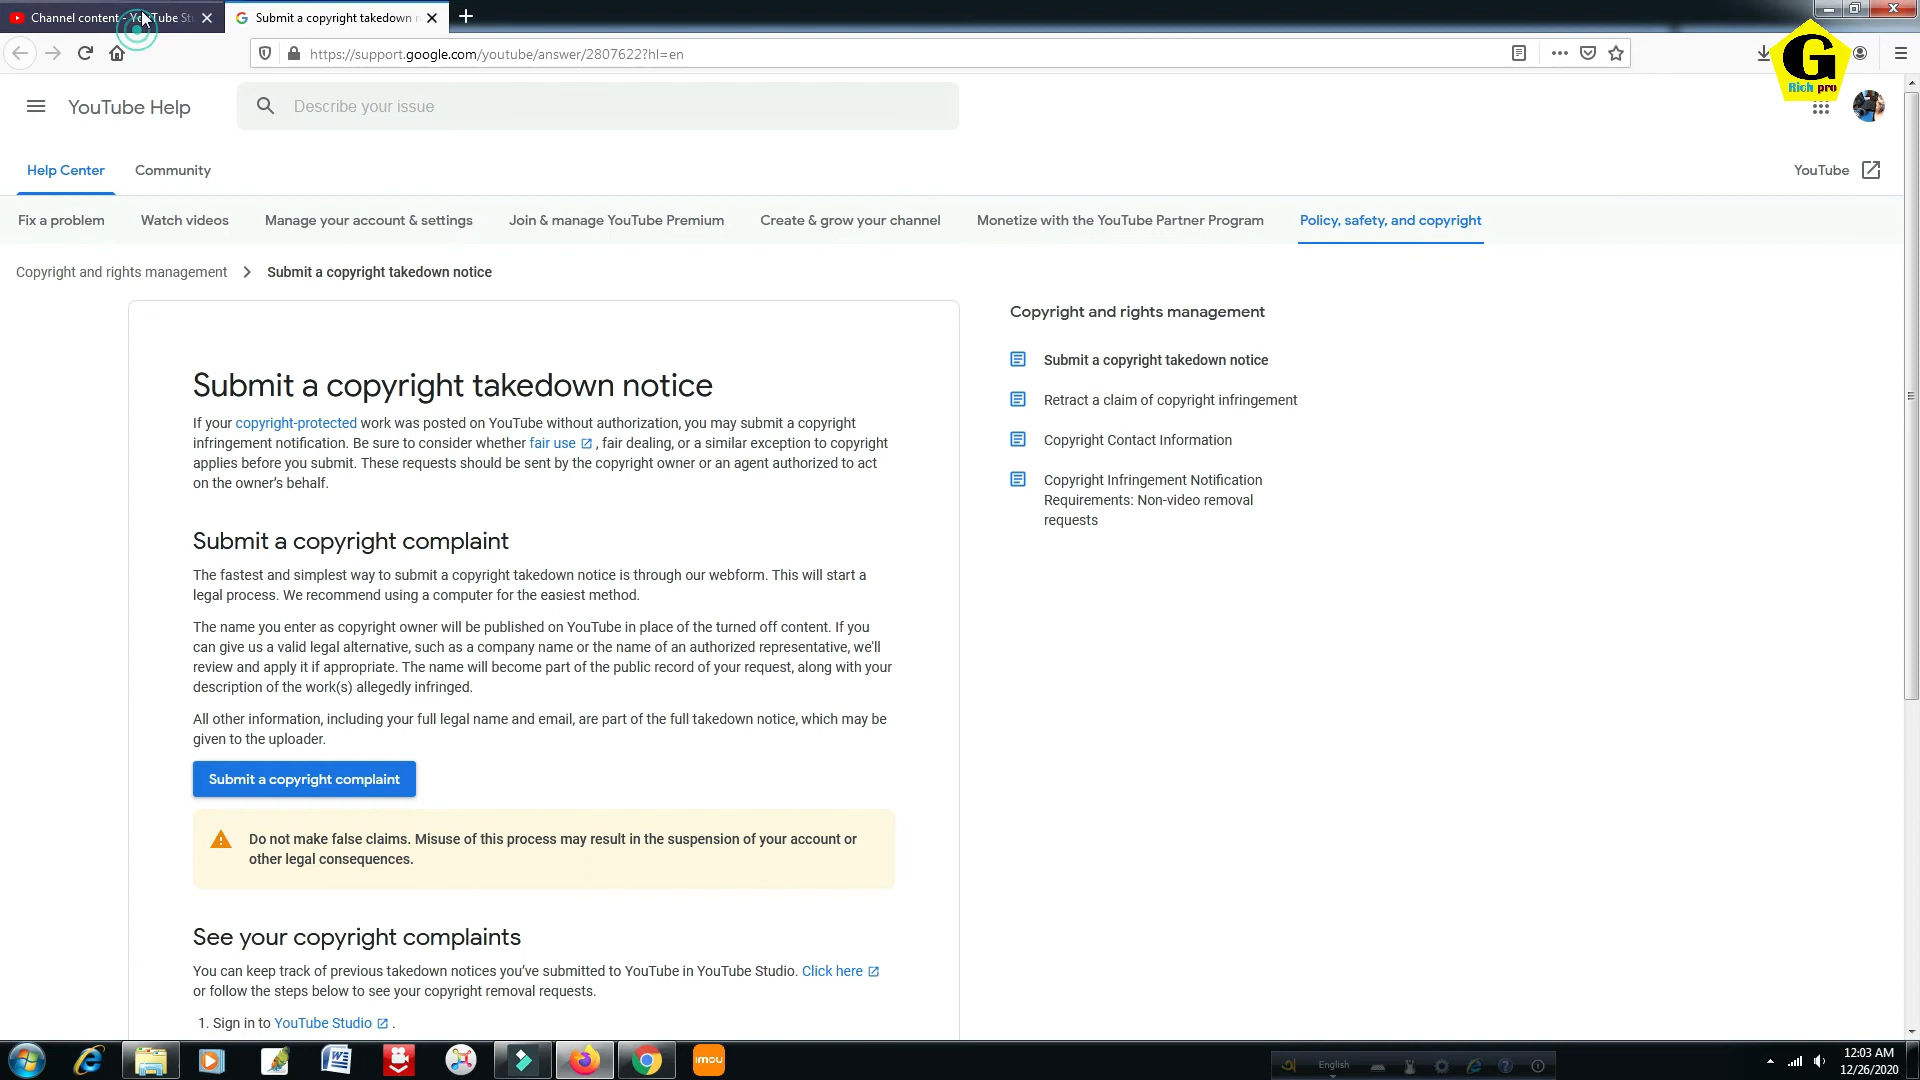 Channel content - YouTube Stu
Submit a copyright takedown n
https://support.google.com/youtube/answer/2807622?hl=en
G
Rich pro
YouTube Help
Describe your issue
Help Center
Community
YouTube
Fix a problem
Watch videos
Manage your account & settings
Join & manage YouTube Premium
Create & grow your channel
Monetize with the YouTube Partner Program
Policy, safety, and copyright
Copyright and rights management
Submit a copyright takedown notice
Submit a copyright takedown notice
If your copyright-protected work was posted on YouTube without authorization, you may submit a copyright
infringement notification. Be sure to consider whether fair use , fair dealing, or a similar exception to copyright
applies before you submit. These requests should be sent by the copyright owner or an agent authorized to act
on the owner's behalf.
Submit a copyright complaint
The fastest and simplest way to submit a copyright takedown notice is through our webform. This will start a
legal process. We recommend using a computer for the easiest method.
The name you enter as copyright owner will be published on YouTube in place of the turned off content. If you
can give us a valid legal alternative, such as a company name or the name of an authorized representative, we'll
review and apply it if appropriate. The name will become part of the public record of your request, along with your
description of the work(s) allegedly infringed.
All other information, including your full legal name and email, are part of the full takedown notice, which may be
given to the uploader.
Submit a copyright complaint
Do not make false claims. Misuse of this process may result in the suspension of your account or
other legal consequences.
See your copyright complaints
You can keep track of previous takedown notices you've submitted to YouTube in YouTube Studio. Click here
or follow the steps below to see your copyright removal requests.
1. Sign in to YouTube Studio .
Copyright and rights management
Submit a copyright takedown notice
Retract a claim of copyright infringement
Copyright Contact Information
Copyright Infringement Notification
Requirements: Non-video removal
requests
imou
English
12:03 AM
12/26/2020